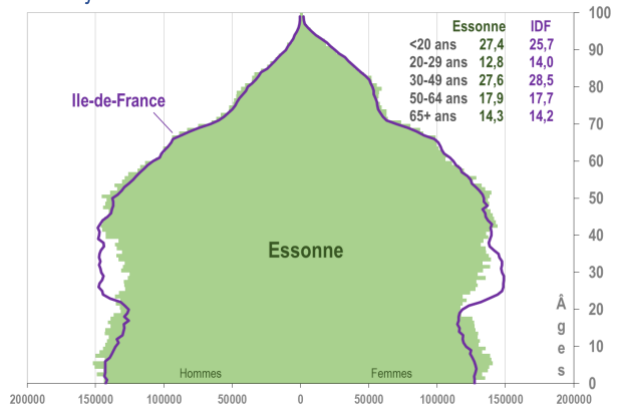 100
Essonne IDF
<20 ans 27,4 25,7
20-29 ans 12,8 14,0
30-49 ans 27,6 28,5
50-64 ans 17,9 17,7
65+ ans 14,3 14,2
90
80
Ile-de-France
70
60
50
40
Essonne
30
Âges
20
10
Hommes Femmes
0
200000 150000 100000 50000 0 50000 100000 150000 200000